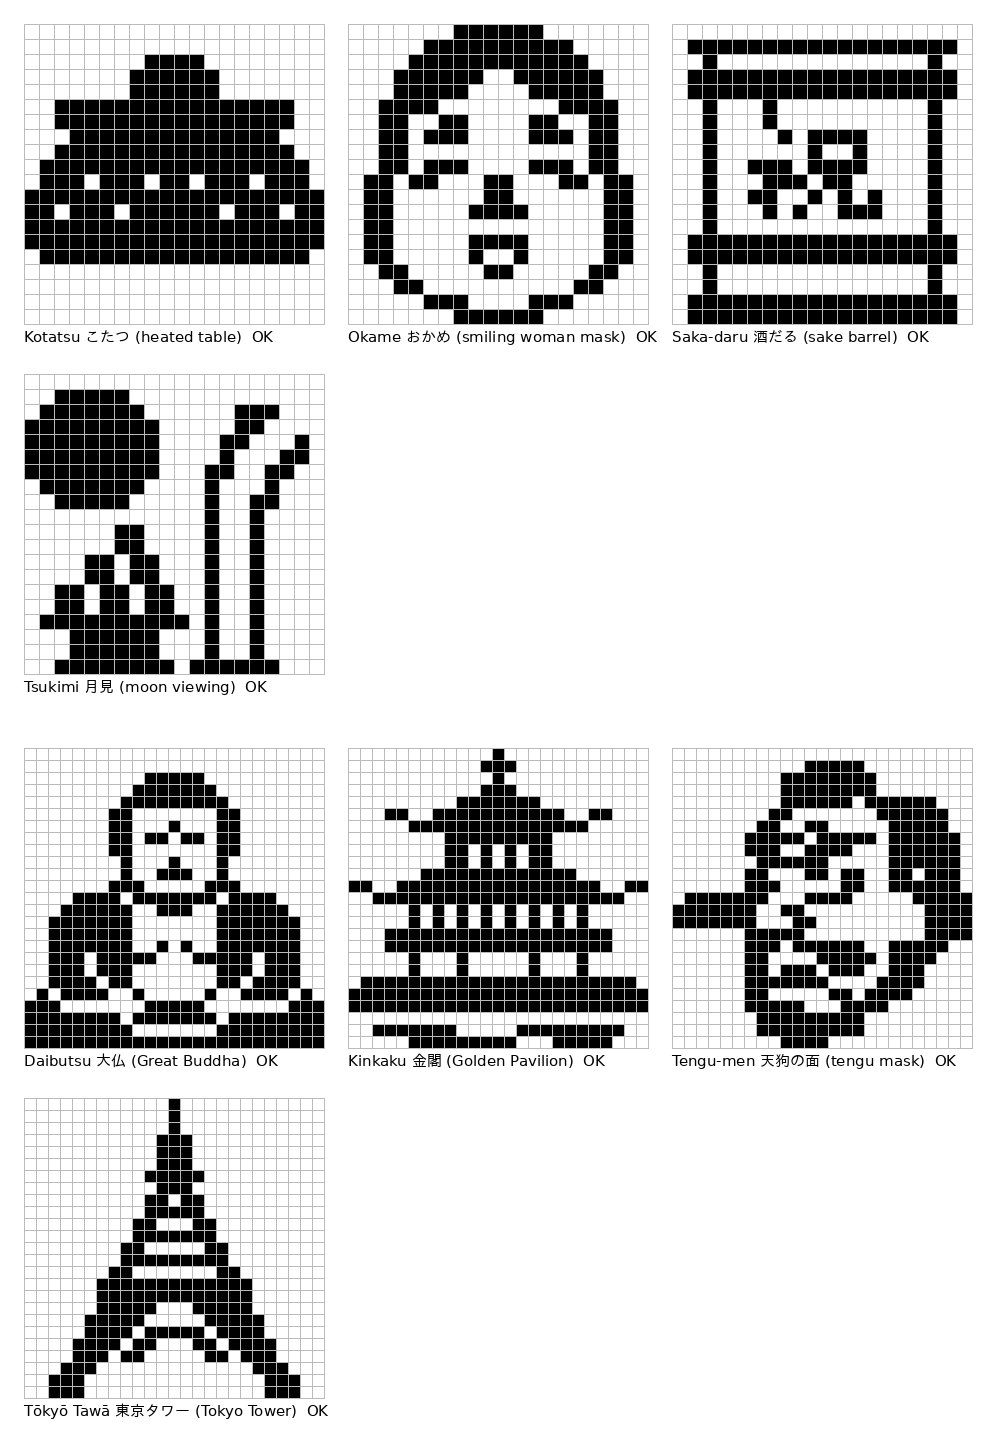 Kotatsu こたつ (heated table)  OK
Okame おかめ (smiling woman mask)  OK
Saka-daru 酒だる (sake barrel)  OK
祝
Tsukimi 月見 (moon viewing)  OK
Daibutsu 大仏 (Great Buddha)  OK
Kinkaku 金閣 (Golden Pavilion)  OK
Tengu-men 天狗の面 (tengu mask)  OK
Tōkyō Tawā 東京タワー (Tokyo Tower)  OK